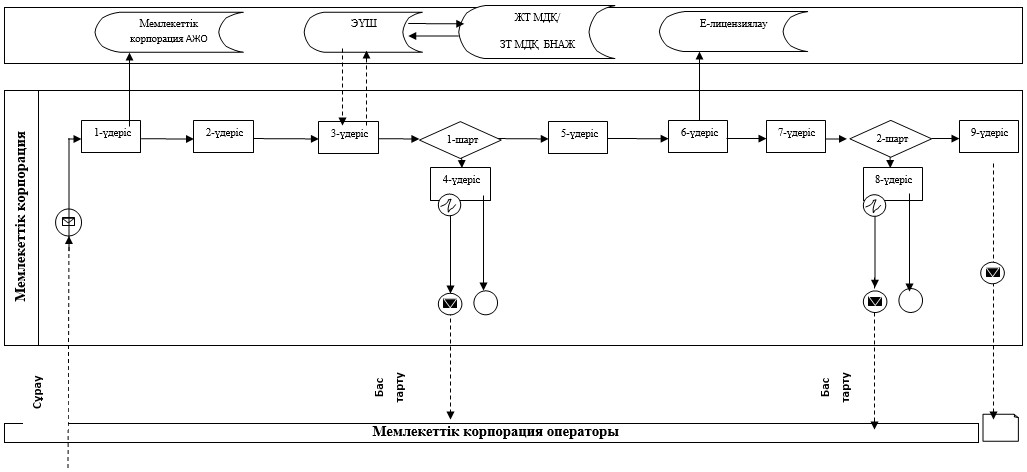 Мемлекеттік
корпорация АЖО
ЭҮШ
ЖТ МДҚ/
ЗТ МДҚ БНАЖ
Е-лицензиялау
Мемлекеттік корпорация
1-үдеріс
2-үдеріс
3-үдеріс
1-шарт
5-үдеріс
6-үдеріс
7-үдеріс
2-шарт
9-үдеріс
4-үдеріс
8-үдеріс
Сұрау
Бас
тарту
Бас
тарту
Мемлекеттік корпорация операторы